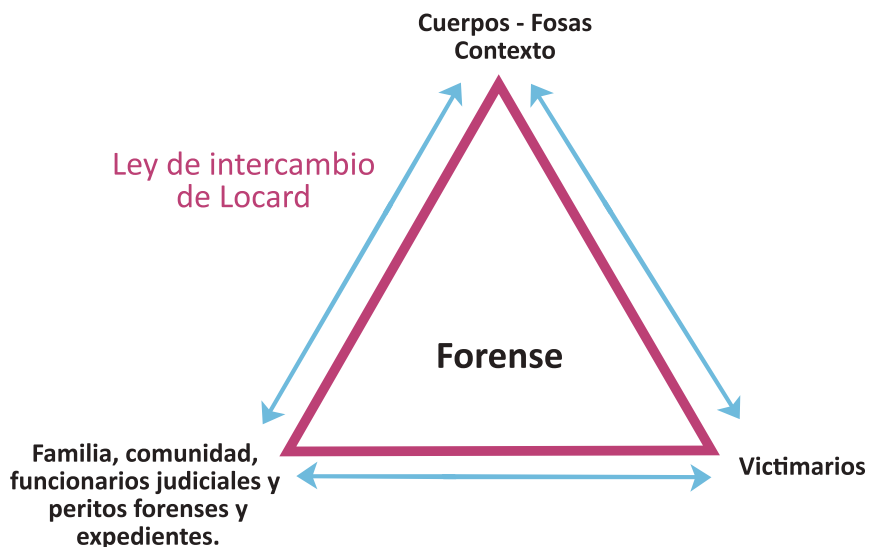 Cuerpos - Fosas
Contexto
Ley de intercambio
de Locard
Forense
Familia, comunidad,
funcionarios judiciales y
peritos forenses y
expedientes.
Victimarios